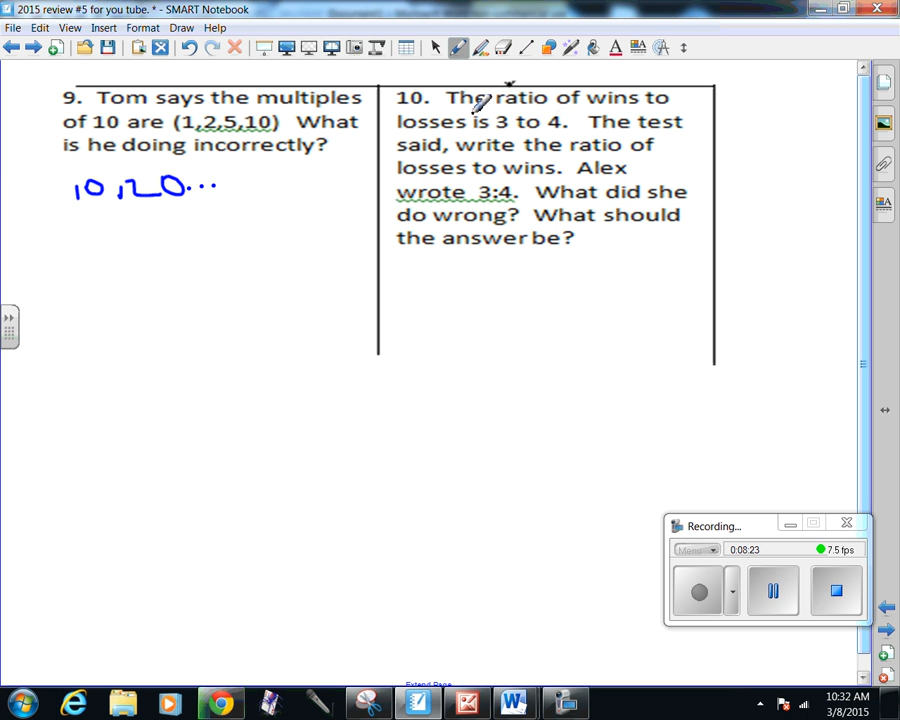 2015 review #5 for you tube. * - SMART Notebook
File Edit View Insert Format Draw Help
9. Tom says the multiples
of 10 are (1,2,5,10) What
is he doing incorrectly?
10, 20...
10. The ratio of wins to
losses is 3 to 4. The test
said, write the ratio of
losses to wins. Alex
wrote 3:4. What did she
do wrong? What should
the answer be?
Recording...
Menu 0:08:23 7.5 fps
Extend Page
10:32 AM
3/8/2015